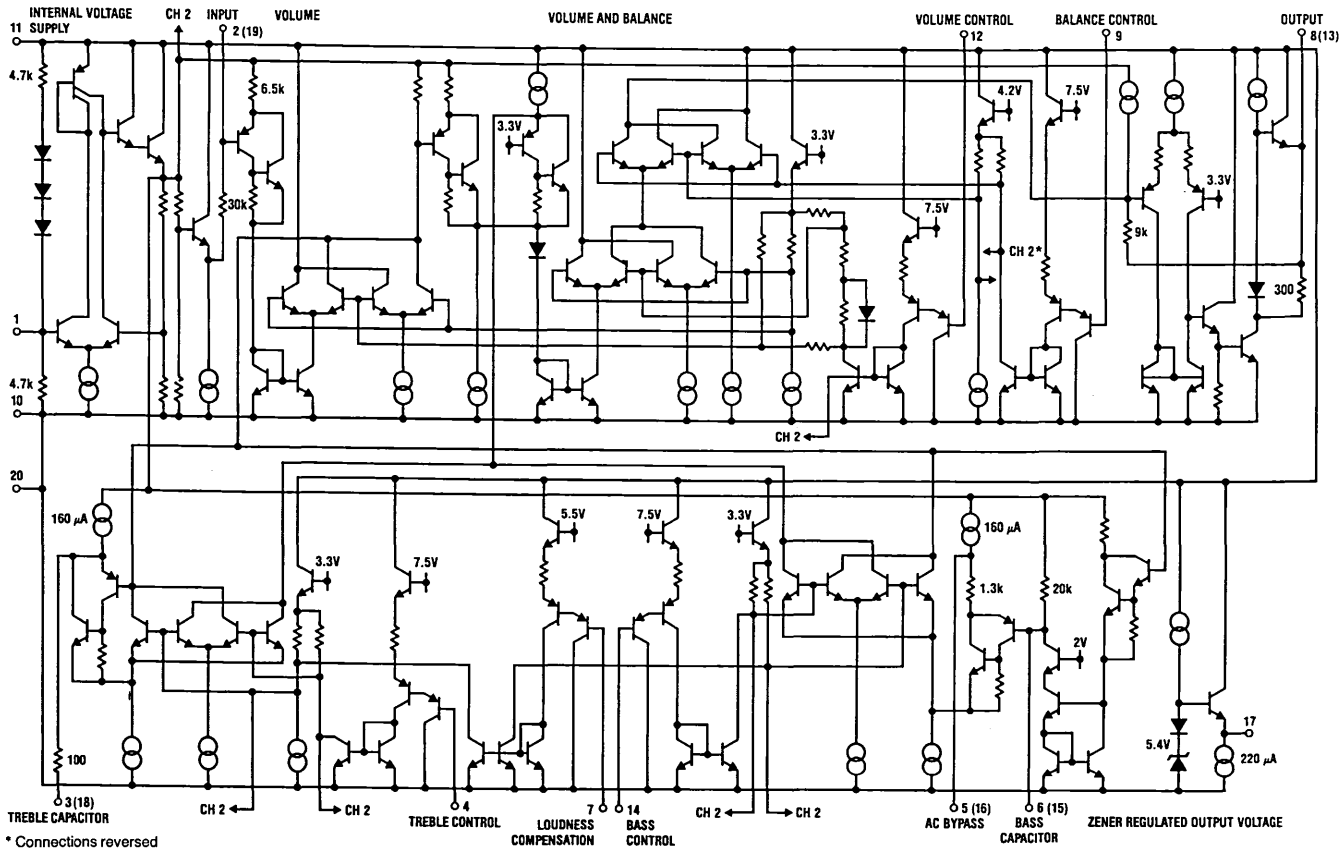 INTERNAL VOLTAGE
SUPPLY
11
CH 2
INPUT
2 (19)
VOLUME
VOLUME AND BALANCE
VOLUME CONTROL
12
BALANCE CONTROL
9
OUTPUT
8 (13)
4.7k
6.5k
3.3V
3.3V
4.2V
7.5V
30k
7.5V
3.3V
9k
CH 2*
300
1
4.7k
10
CH 2
20
160 µA
3.3V
7.5V
5.5V
7.5V
3.3V
160 µA
1.3k
20k
2V
100
5.4V
17
220 µA
3 (18)
TREBLE CAPACITOR
CH 2
CH 2
4
TREBLE CONTROL
7
LOUDNESS
COMPENSATION
14
BASS
CONTROL
CH 2
CH 2
5 (16)
AC BYPASS
6 (15)
BASS
CAPACITOR
ZENER REGULATED OUTPUT VOLTAGE
* Connections reversed